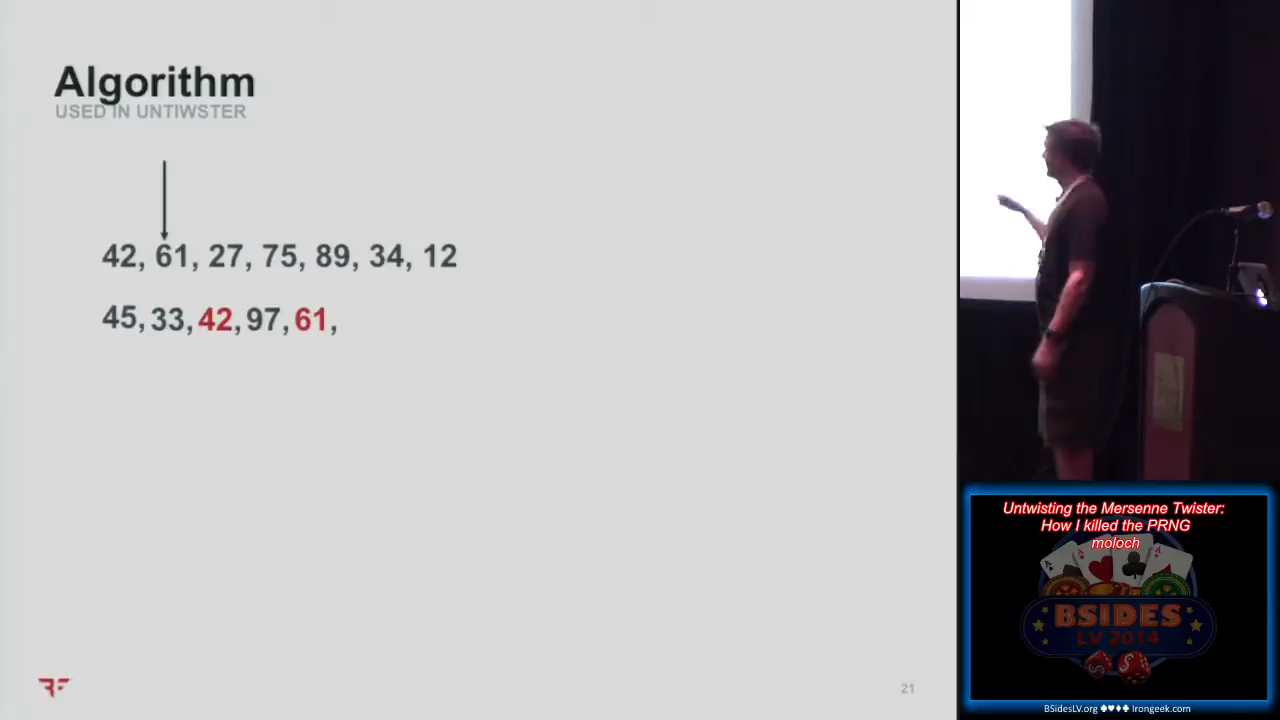 Algorithm
USED IN UNTIWSTER
42, 61, 27, 75, 89, 34, 12
45, 33, 42, 97, 61,
21
Untwisting the Mersenne Twister:
How I killed the PRNG
moloch
BSIDES
LV 2014
BSidesLV.org ♠♥♦♣ Irongeek.com